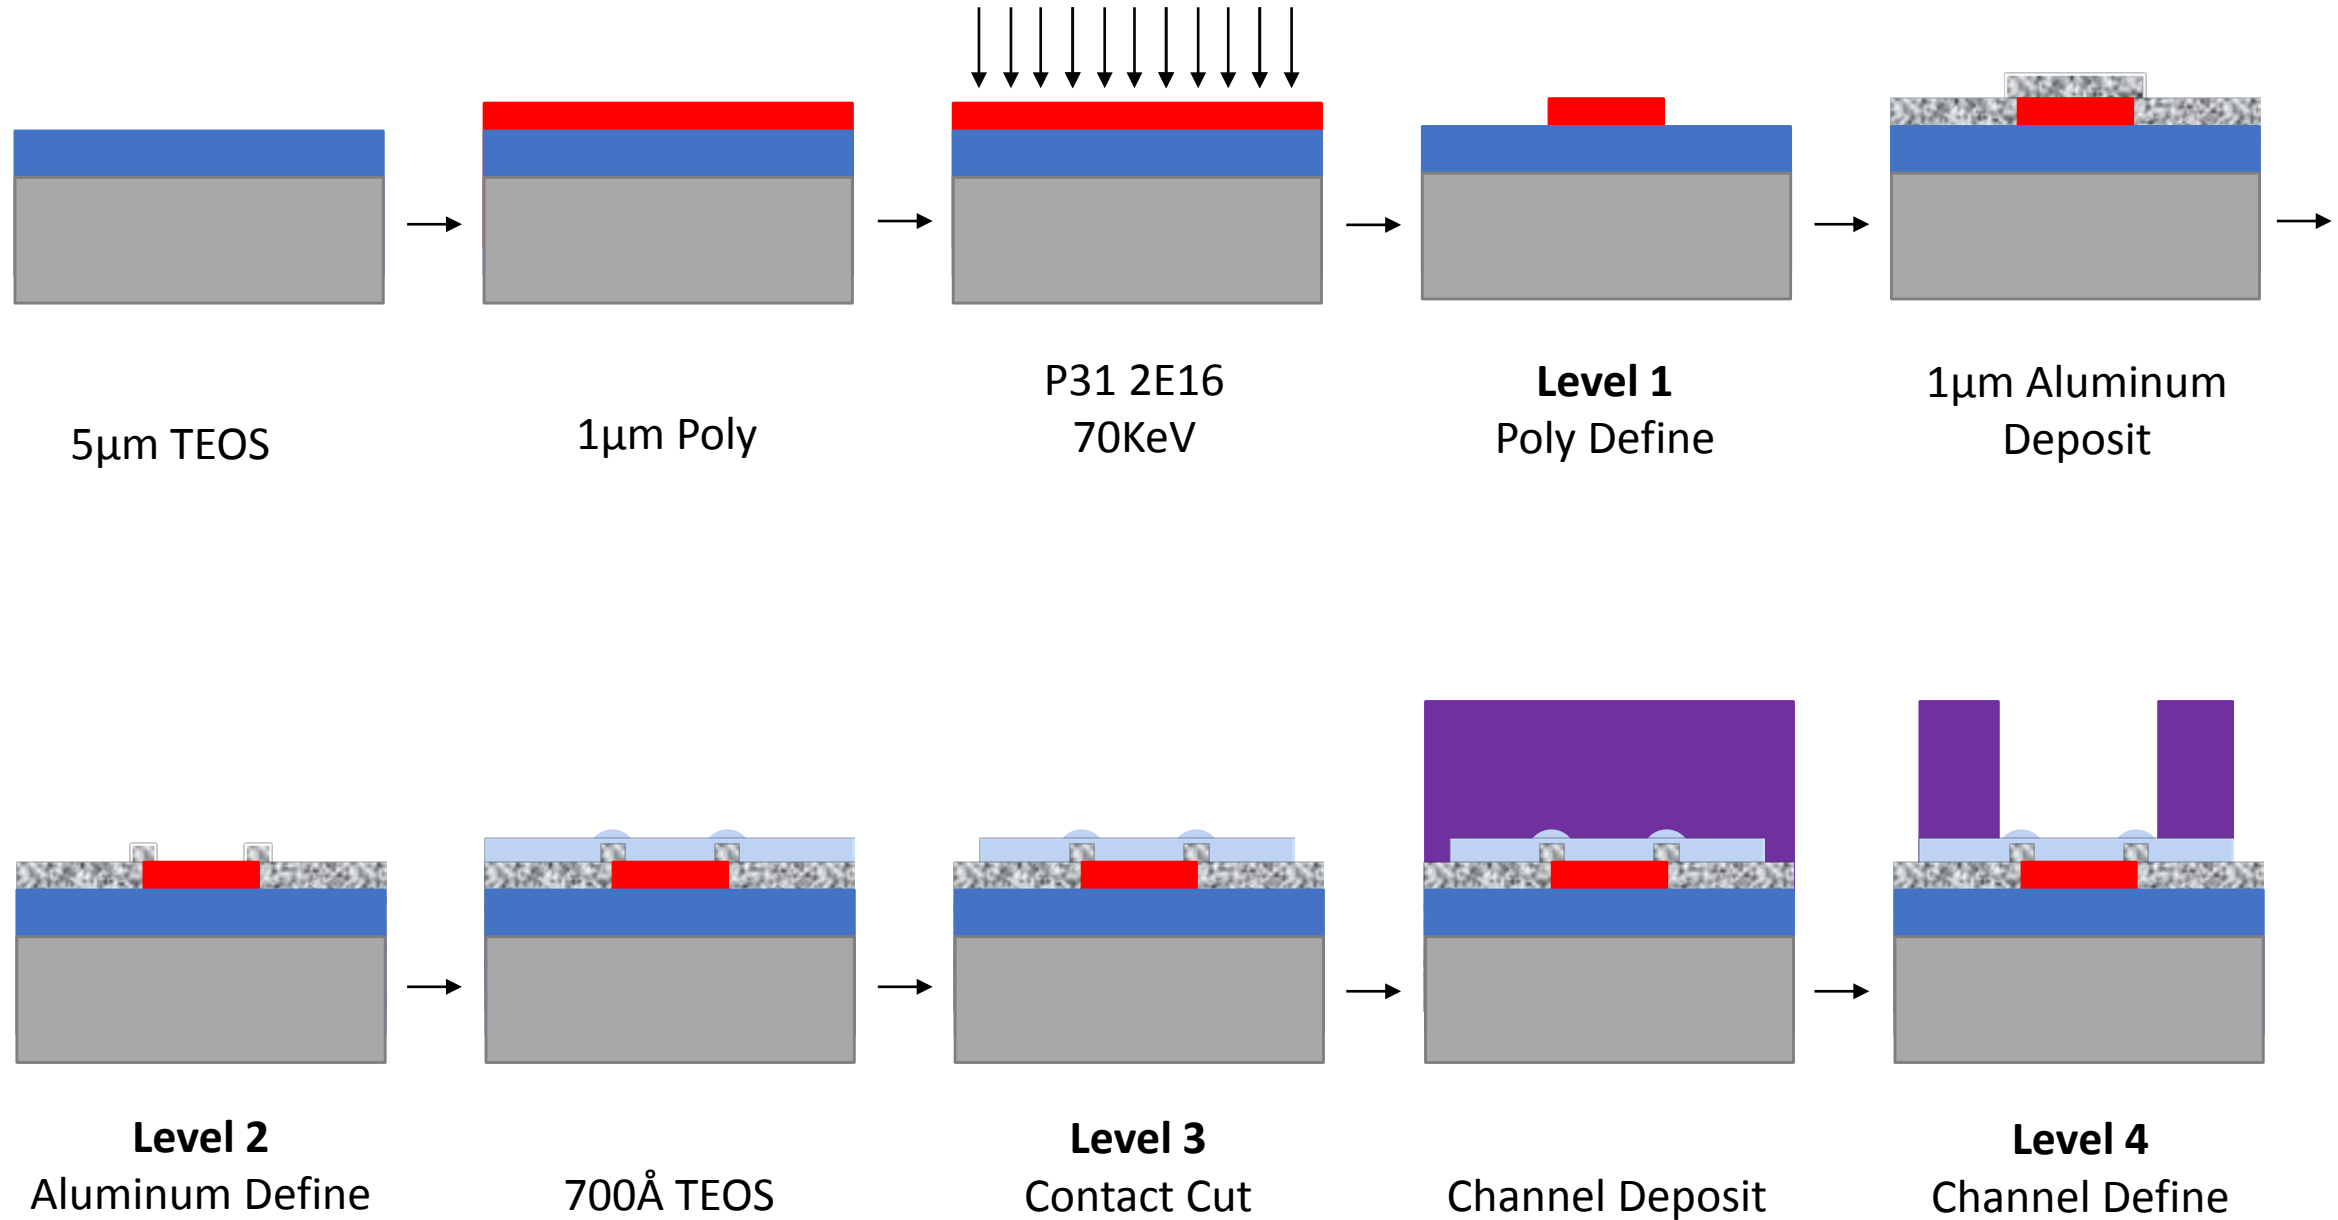 5μm TEOS
1μm Poly
P31 2E16
70KeV
Level 1
Poly Define
1μm Aluminum
Deposit
Level 2
Aluminum Define
700Å TEOS
Level 3
Contact Cut
Channel Deposit
Level 4
Channel Define